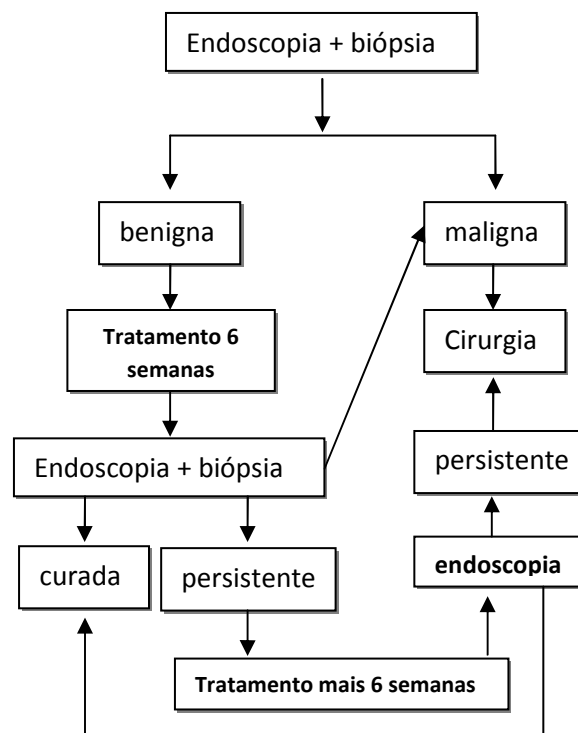 Endoscopia + biópsia
benigna
maligna
Tratamento 6
semanas
Cirurgia
Endoscopia + biópsia
persistente
curada
persistente
endoscopia
Tratamento mais 6 semanas